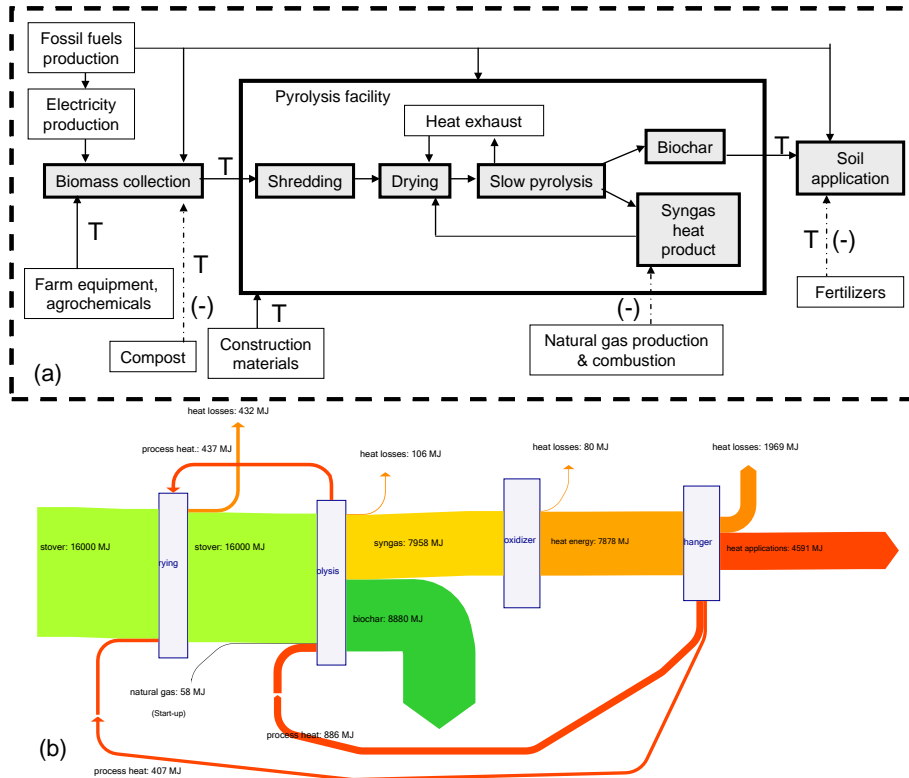 Fossil fuels
production
Electricity
production
Pyrolysis facility
Heat exhaust
Biochar
T
Soil
application
Biomass collection
T
Shredding
Drying
Slow pyrolysis
Syngas
heat
product
T
T
T
(-)
(-)
Farm equipment,
agrochemicals
(-)
T
Fertilizers
Compost
Construction
materials
Natural gas production
& combustion
(a)
heat losses: 432 MJ
process heat.: 437 MJ
heat losses: 106 MJ
heat losses: 80 MJ
heat losses: 1969 MJ
stover: 16000 MJ
rying
stover: 16000 MJ
olysis
syngas: 7958 MJ
oxidizer
heat energy: 7878 MJ
hanger
heat applications: 4591 MJ
biochar: 8880 MJ
natural gas: 58 MJ
(Start-up)
process heat: 886 MJ
(b)
process heat: 407 MJ